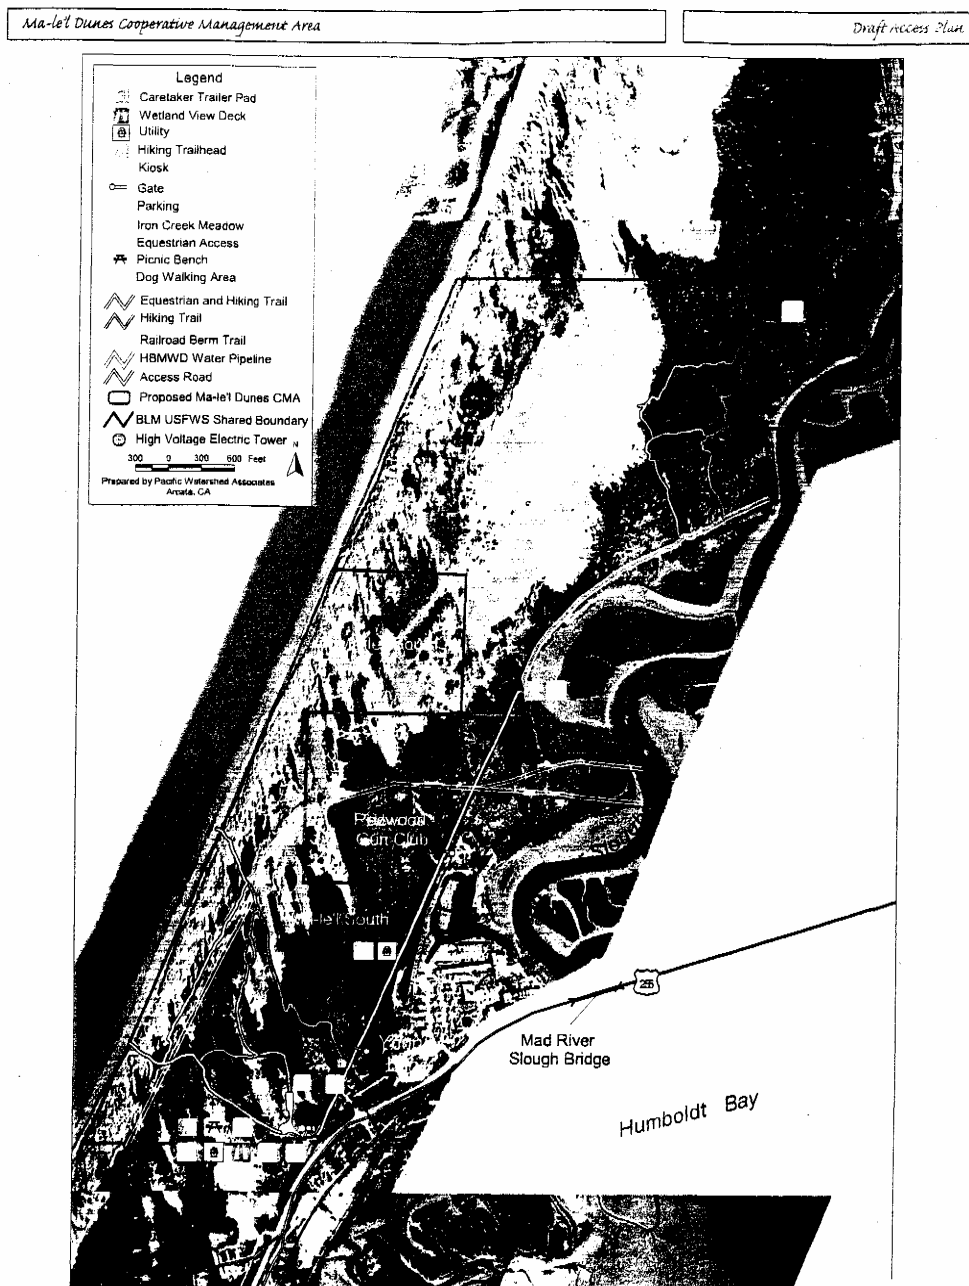 Ma-le'l Dunes Cooperative Management Area
Draft Access Plan
Legend
Caretaker Trailer Pad
Wetland View Deck
Utility
Hiking Trailhead
Kiosk
Gate
Parking
Iron Creek Meadow
Equestrian Access
Picnic Bench
Dog Walking Area
Equestrian and Hiking Trail
Hiking Trail
Railroad Berm Trail
HBMWD Water Pipeline
Access Road
Proposed Ma-le'l Dunes CMA
BLM USFWS Shared Boundary
High Voltage Electric Tower
N
300 0 300 600 Feet
Prepared by Pacific Watershed Associates
Arcata, CA
Gun Club
South
255
Mad River
Slough Bridge
Humboldt Bay